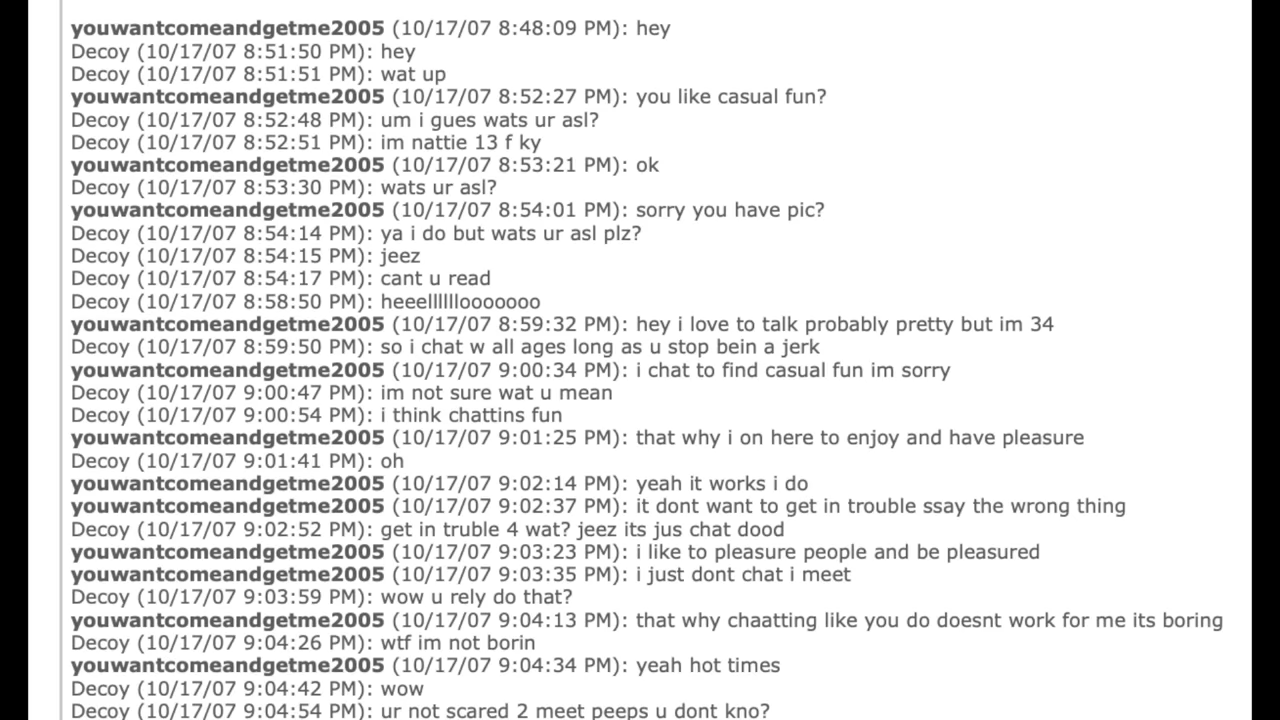 youwantcomeandgetme2005 (10/17/07 8:48:09 PM): hey
Decoy (10/17/07 8:51:50 PM): hey
Decoy (10/17/07 8:51:51 PM): wat up
youwantcomeandgetme2005 (10/17/07 8:52:27 PM): you like casual fun?
Decoy (10/17/07 8:52:48 PM): um i gues wats ur asl?
Decoy (10/17/07 8:52:51 PM): im nattie 13 f ky
youwantcomeandgetme2005 (10/17/07 8:53:21 PM): ok
Decoy (10/17/07 8:53:30 PM): wats ur asl?
youwantcomeandgetme2005 (10/17/07 8:54:01 PM): sorry you have pic?
Decoy (10/17/07 8:54:14 PM): ya i do but wats ur asl plz?
Decoy (10/17/07 8:54:15 PM): jeez
Decoy (10/17/07 8:54:17 PM): cant u read
Decoy (10/17/07 8:58:50 PM): heeelllllllooooooo
youwantcomeandgetme2005 (10/17/07 8:59:32 PM): hey i love to talk probably pretty but im 34
Decoy (10/17/07 8:59:50 PM): so i chat w all ages long as u stop bein a jerk
youwantcomeandgetme2005 (10/17/07 9:00:34 PM): i chat to find casual fun im sorry
Decoy (10/17/07 9:00:47 PM): im not sure wat u mean
Decoy (10/17/07 9:00:54 PM): i think chattins fun
youwantcomeandgetme2005 (10/17/07 9:01:25 PM): that why i on here to enjoy and have pleasure
Decoy (10/17/07 9:01:41 PM): oh
youwantcomeandgetme2005 (10/17/07 9:02:14 PM): yeah it works i do
youwantcomeandgetme2005 (10/17/07 9:02:37 PM): it dont want to get in trouble ssay the wrong thing
Decoy (10/17/07 9:02:52 PM): get in truble 4 wat? jeez its jus chat dood
youwantcomeandgetme2005 (10/17/07 9:03:23 PM): i like to pleasure people and be pleasured
youwantcomeandgetme2005 (10/17/07 9:03:35 PM): i just dont chat i meet
Decoy (10/17/07 9:03:59 PM): wow u rely do that?
youwantcomeandgetme2005 (10/17/07 9:04:13 PM): that why chaatting like you do doesnt work for me its boring
Decoy (10/17/07 9:04:26 PM): wtf im not borin
youwantcomeandgetme2005 (10/17/07 9:04:34 PM): yeah hot times
Decoy (10/17/07 9:04:42 PM): wow
Decoy (10/17/07 9:04:54 PM): ur not scared 2 meet peeps u dont kno?